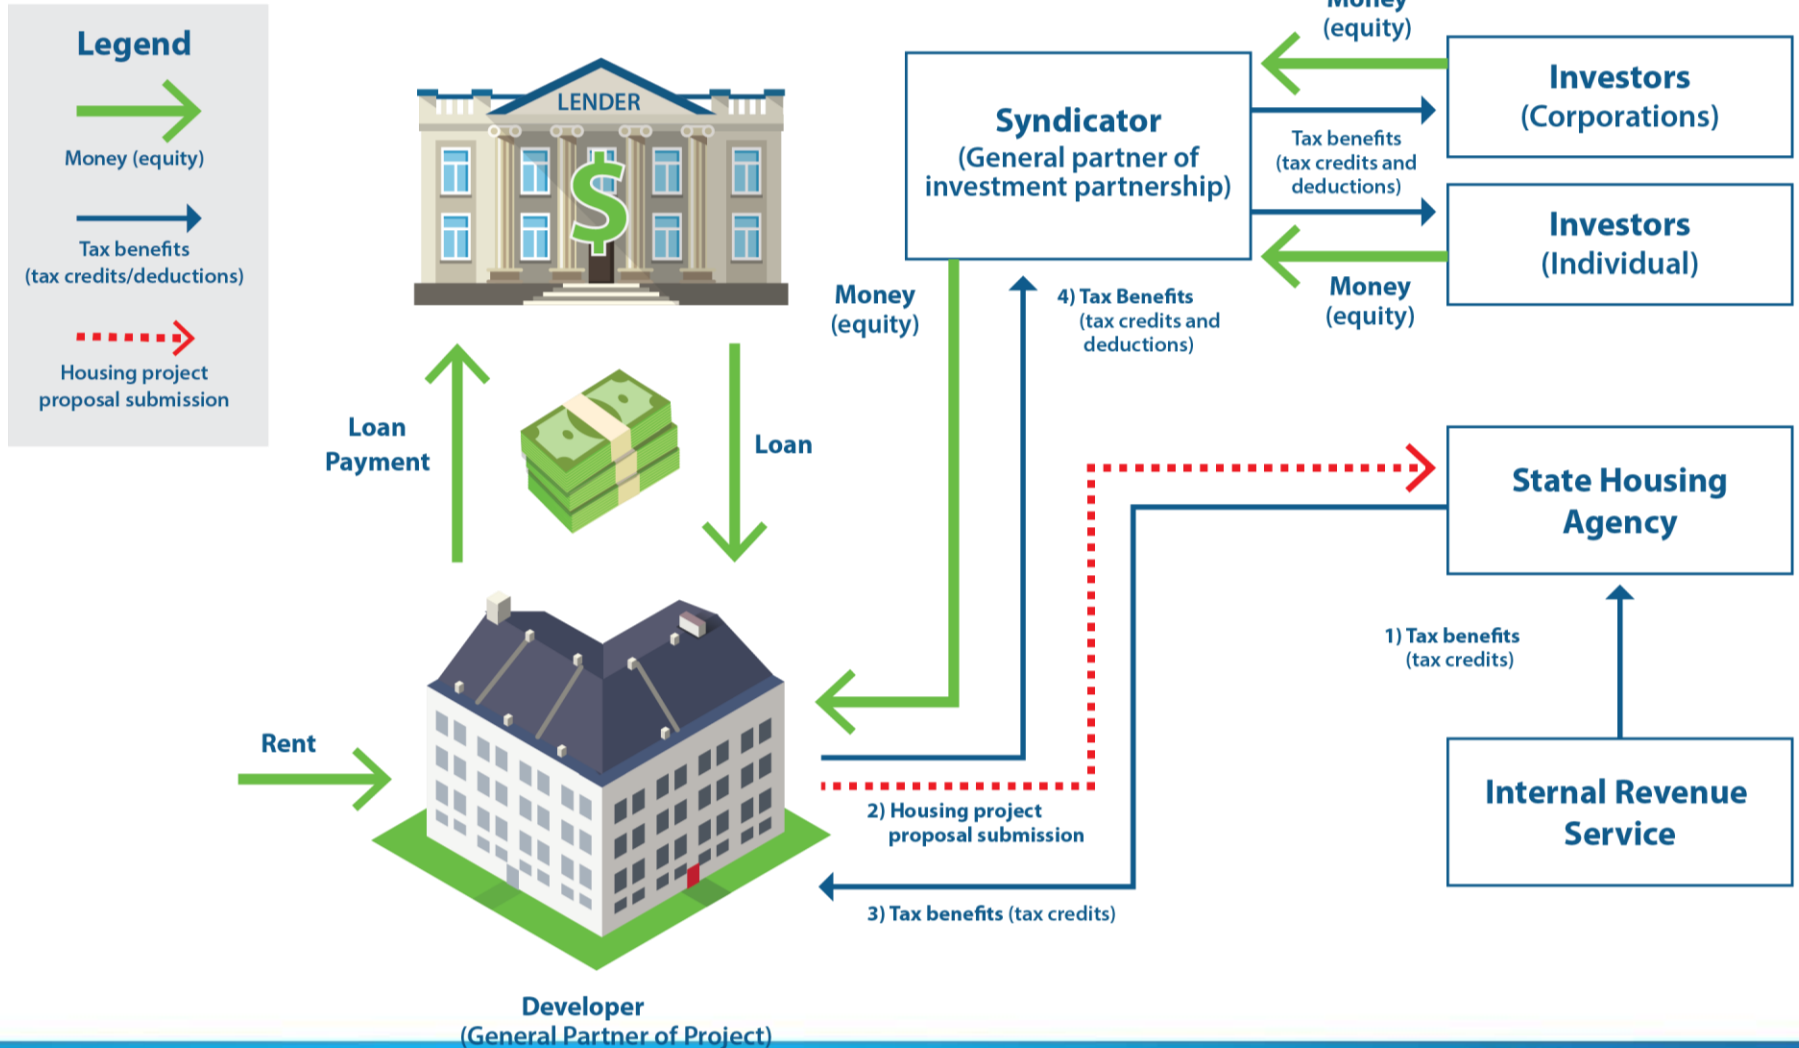 Legend
Money (equity)
Tax benefits
(tax credits/deductions)
Housing project
proposal submission
LENDER
$
Loan
Payment
Loan
Rent
Developer
(General Partner of Project)
Syndicator
(General partner of
investment partnership)
Money
(equity)
Tax benefits
(tax credits and
deductions)
Money
(equity)
Investors
(Corporations)
Investors
(Individual)
Money
(equity)
4) Tax Benefits
(tax credits and
deductions)
State Housing
Agency
1) Tax benefits
(tax credits)
Internal Revenue
Service
2) Housing project
proposal submission
3) Tax benefits (tax credits)